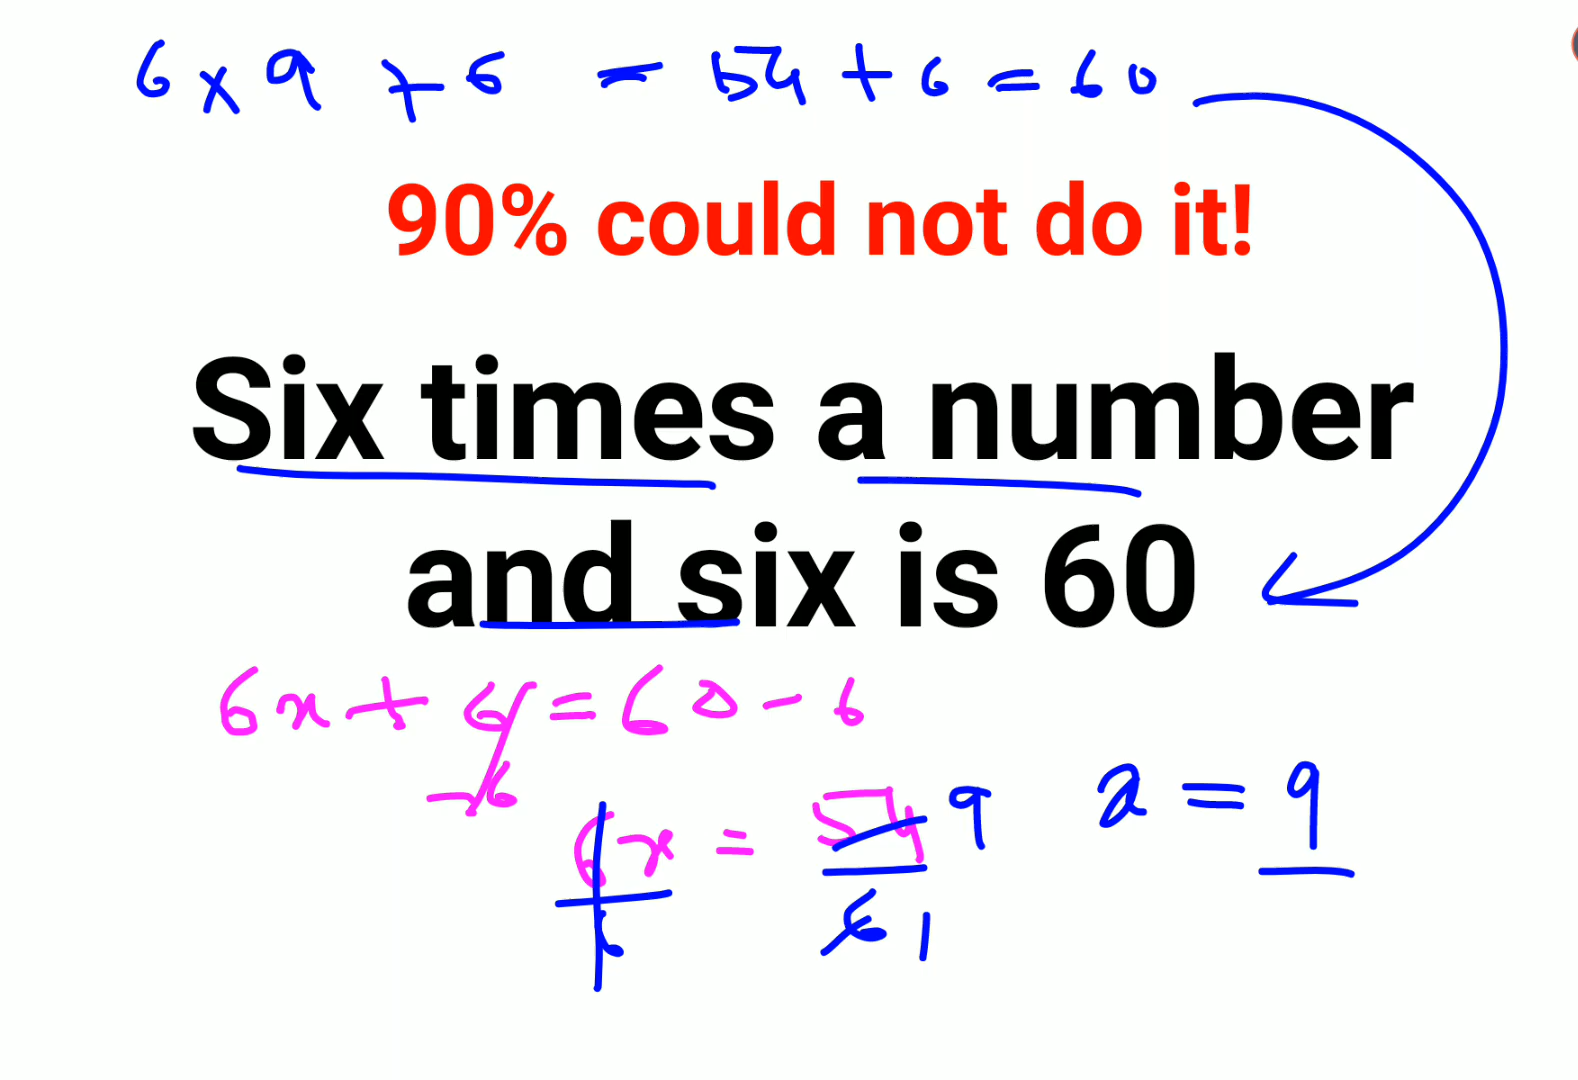 6 x 9 + 6 = 54 + 6 = 60
90% could not do it!
Six times a number
and six is 60
6x + 6 = 60 - 6
-6
6x = 54 9
6 6 1
x = 9